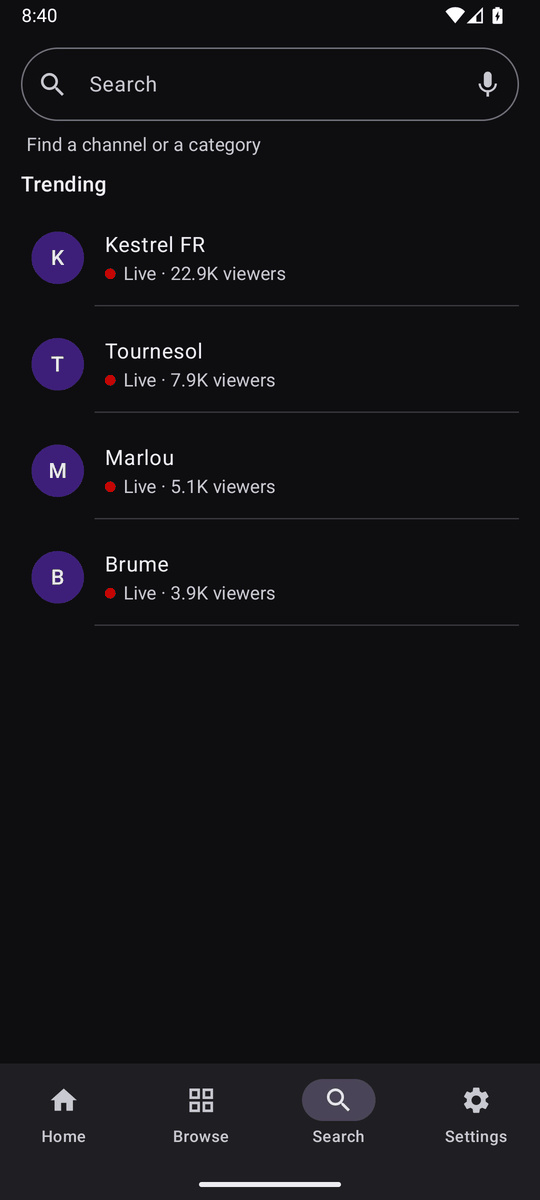 8:40
Search
Find a channel or a category
Trending
K
Kestrel FR
Live · 22.9K viewers
T
Tournesol
Live · 7.9K viewers
M
Marlou
Live · 5.1K viewers
B
Brume
Live · 3.9K viewers
Home
Browse
Search
Settings